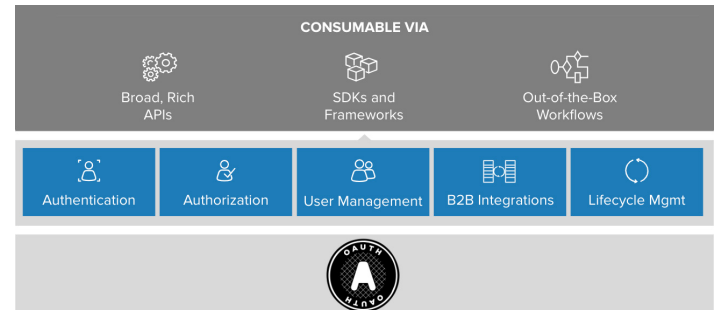 CONSUMABLE VIA
Broad, Rich
APIs
SDKs and
Frameworks
Out-of-the-Box
Workflows
Authentication
Authorization
User Management
B2B Integrations
Lifecycle Mgmt
OAUTH
A
OAUTH